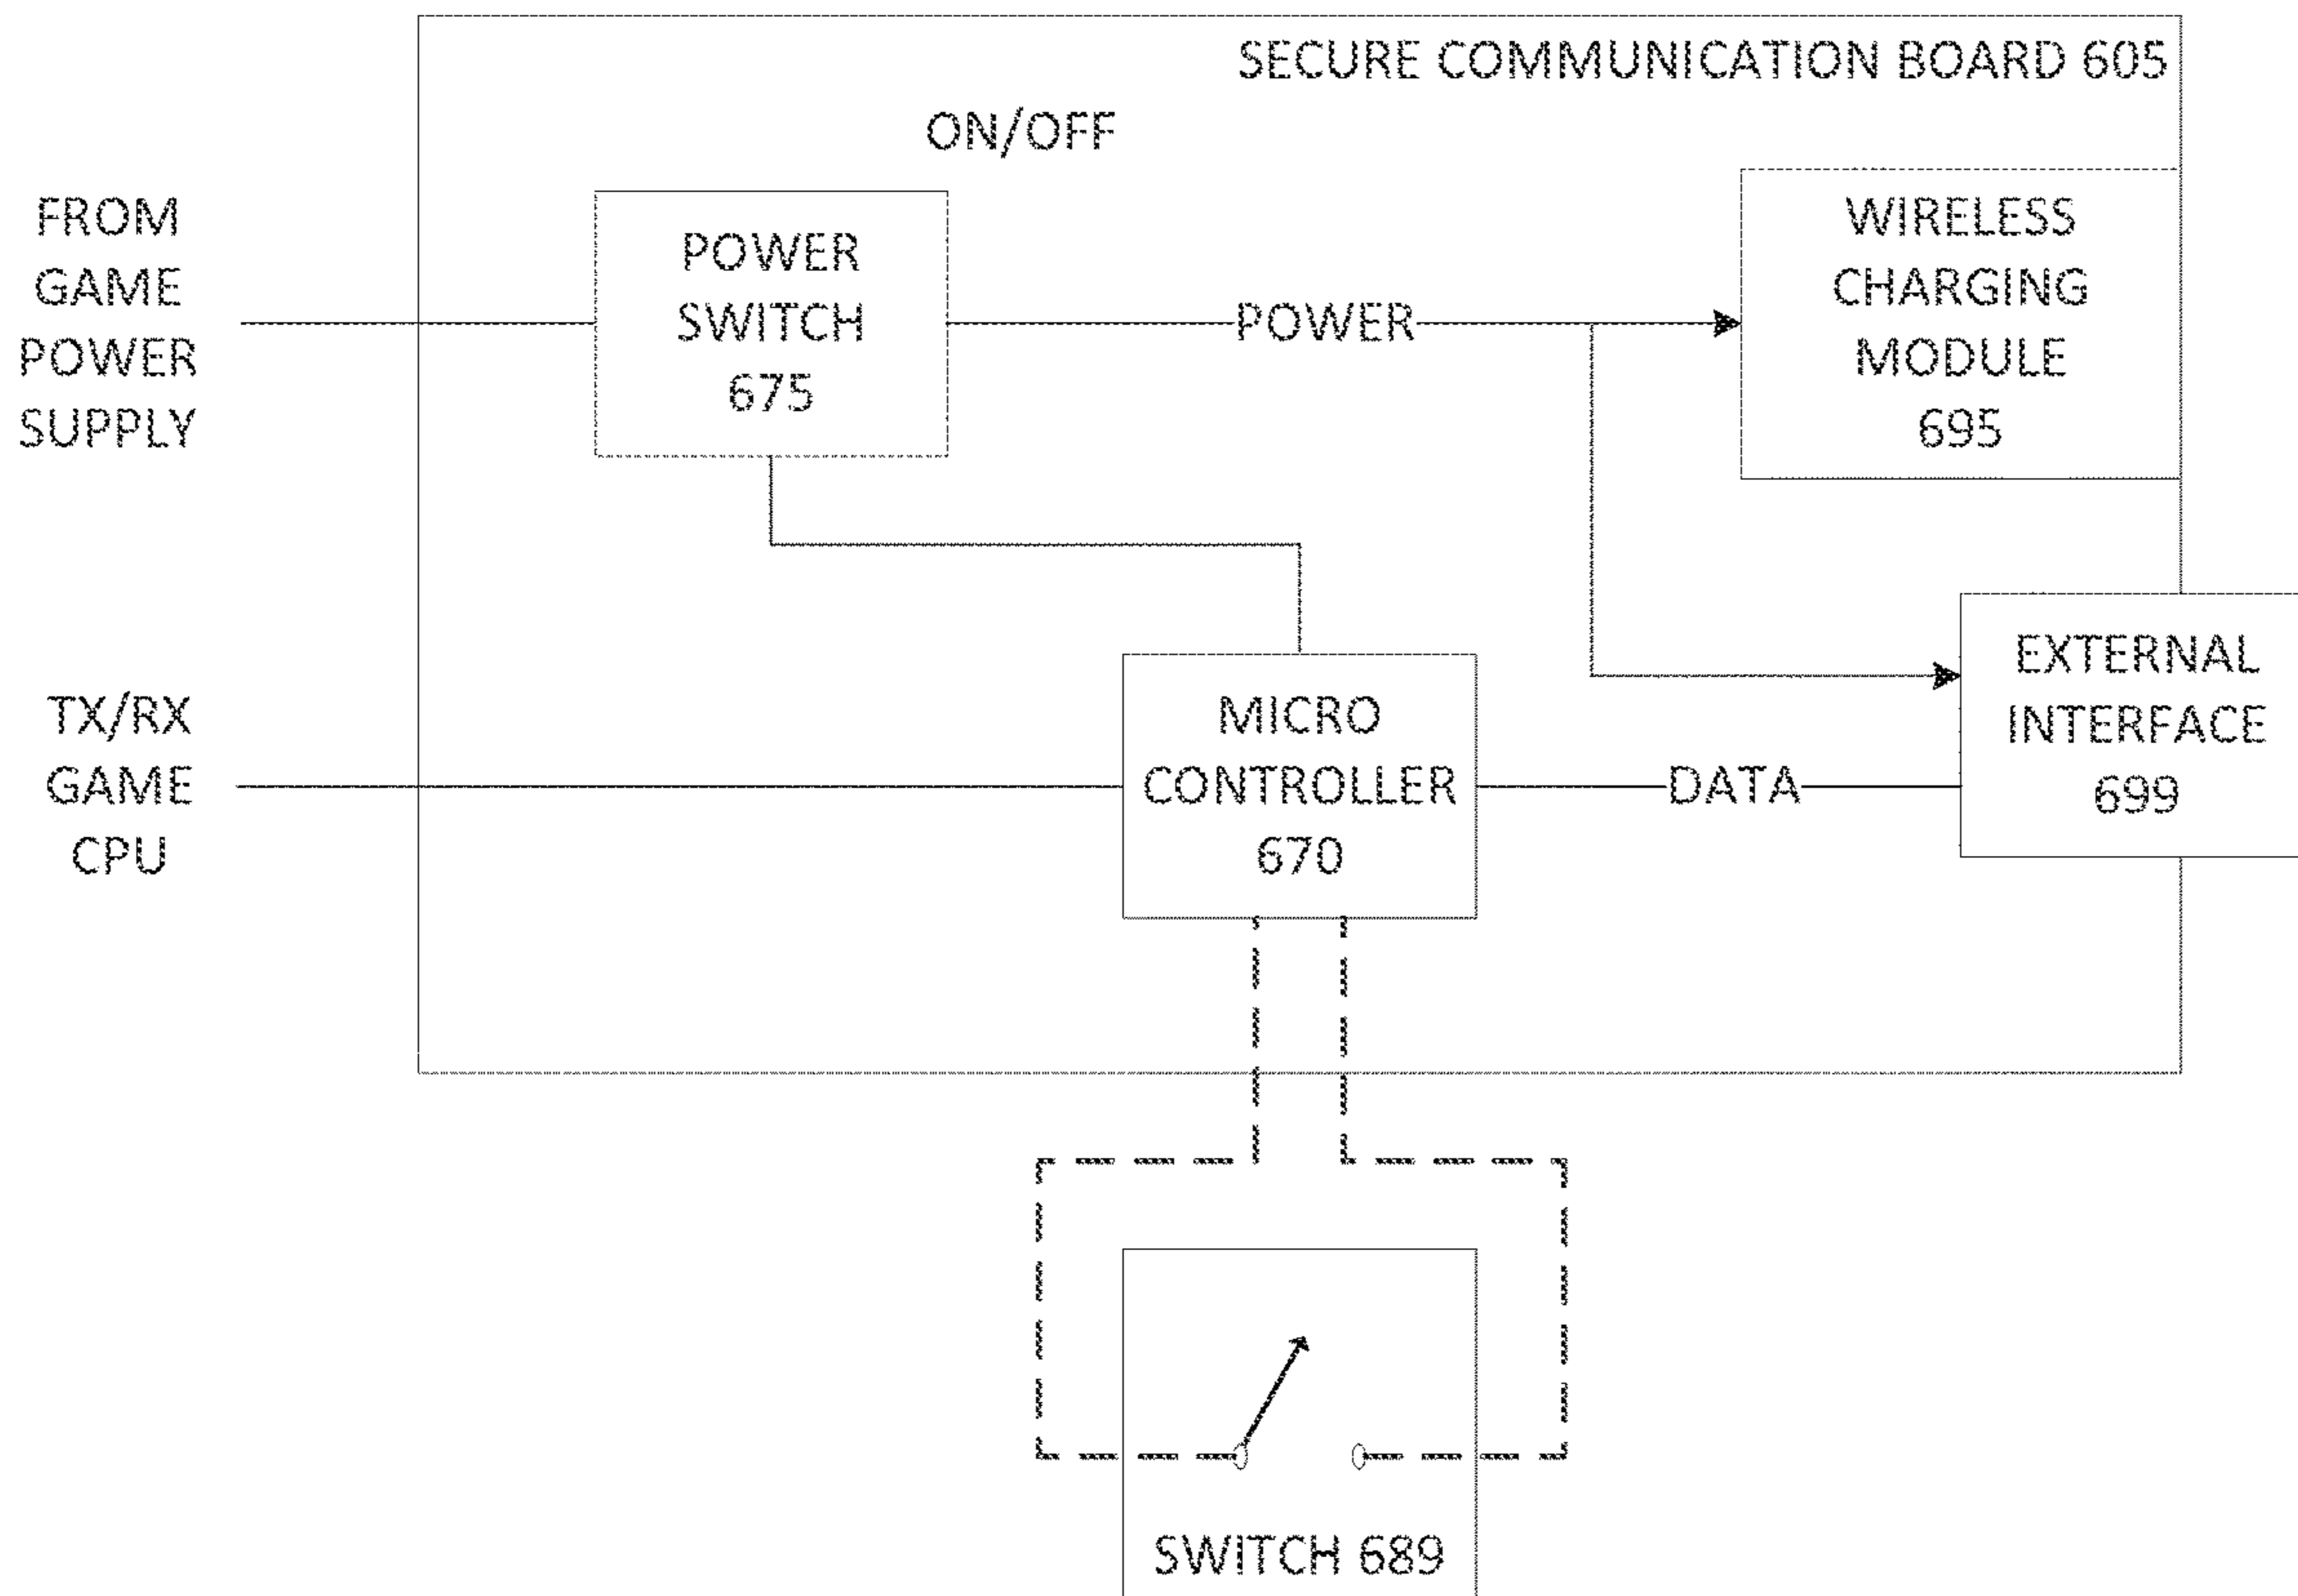 SECURE COMMUNICATION BOARD 605
ON/OFF
FROM
GAME
POWER
SUPPLY
POWER
SWITCH
675
POWER
WIRELESS
CHARGING
MODULE
695
TX/RX
GAME
CPU
MICRO
CONTROLLER
670
DATA
EXTERNAL
INTERFACE
699
SWITCH 689